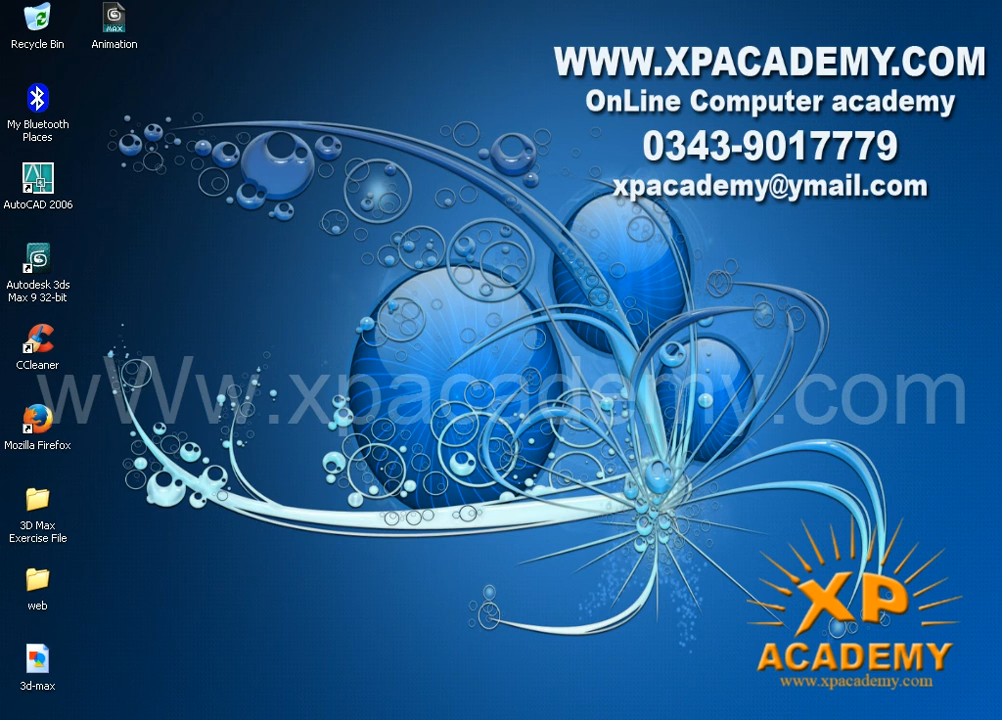 Recycle Bin
Animation
My Bluetooth
Places
AutoCAD 2006
Autodesk 3ds
Max 9 32-bit
CCleaner
Mozilla Firefox
3D Max
Exercise File
web
3d-max
MAX
WWW.XPACADEMY.COM
OnLine Computer academy
0343-9017779
xpacademy@ymail.com
wWw.xpacademy.com
XP
ACADEMY
www.xpacademy.com